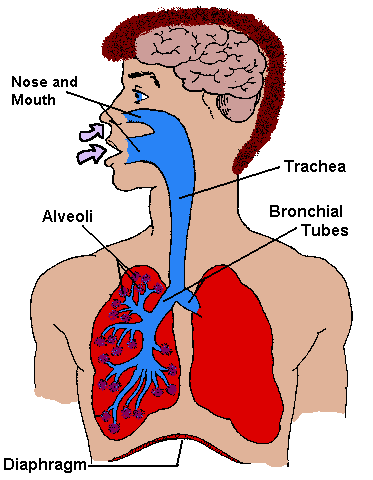 Nose and
Mouth
Trachea
Alveoli
Bronchial
Tubes
Diaphragm